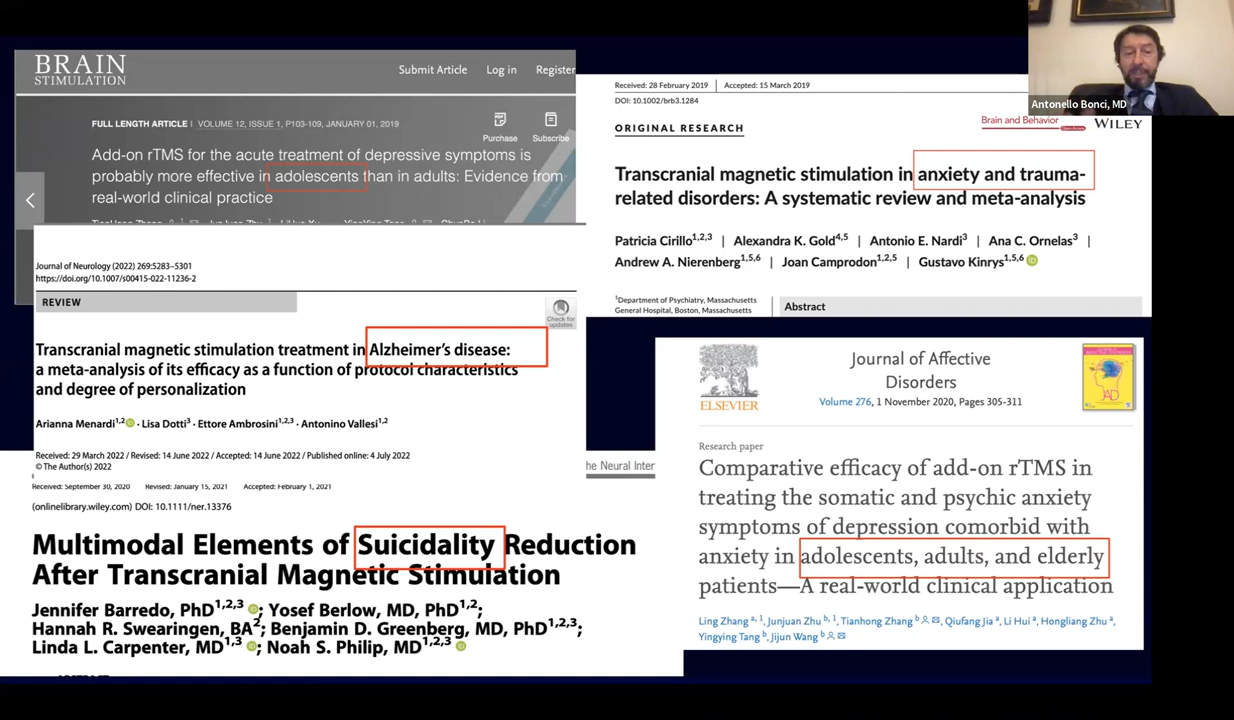 BRAIN
STIMULATION
Submit Article Log in Register
FULL LENGTH ARTICLE | VOLUME 12, ISSUE 1, P103-109, JANUARY 01, 2019
Purchase Subscribe
Add-on rTMS for the acute treatment of depressive symptoms is
probably more effective in adolescents than in adults: Evidence from
real-world clinical practice
Received: 28 February 2019 | Accepted: 15 March 2019
DOI: 10.1002/brb3.1284
ORIGINAL RESEARCH
Brain and Behavior
WILEY
Transcranial magnetic stimulation in anxiety and trauma-
related disorders: A systematic review and meta-analysis
Patricia Cirillo1,2,3 | Alexandra K. Gold4,5 | Antonio E. Nardi3 | Ana C. Ornelas3 |
Andrew A. Nierenberg1,5,6 | Joan Camprodon1,2,5 | Gustavo Kinrys1,5,6
1Department of Psychiatry, Massachusetts
General Hospital, Boston, Massachusetts
Abstract
Antonello Bonci, MD
Journal of Neurology (2022) 269:5283–5301
https://doi.org/10.1007/s00415-022-11236-2
REVIEW
Check for
updates
Transcranial magnetic stimulation treatment in Alzheimer's disease:
a meta-analysis of its efficacy as a function of protocol characteristics
and degree of personalization
Arianna Menardi1,2 · Lisa Dotti3 · Ettore Ambrosini1,2,3 · Antonino Vallesi1,2
Received: 29 March 2022 / Revised: 14 June 2022 / Accepted: 14 June 2022 / Published online: 4 July 2022
© The Author(s) 2022
Received: September 30, 2020 Revised: January 15, 2021 Accepted: February 1, 2021
he Neural Inter
(onlinelibrary.wiley.com) DOI: 10.1111/ner.13376
Multimodal Elements of Suicidality Reduction
After Transcranial Magnetic Stimulation
Jennifer Barredo, PhD1,2,3; Yosef Berlow, MD, PhD1,2;
Hannah R. Swearingen, BA2; Benjamin D. Greenberg, MD, PhD1,2,3;
Linda L. Carpenter, MD1,3; Noah S. Philip, MD1,2,3
ELSEVIER
Journal of Affective
Disorders
Volume 276, 1 November 2020, Pages 305-311
JAD
Research paper
Comparative efficacy of add-on rTMS in
treating the somatic and psychic anxiety
symptoms of depression comorbid with
anxiety in adolescents, adults, and elderly
patients—A real-world clinical application
Ling Zhang a, 1, Junjuan Zhu b, 1, Tianhong Zhang b, Qiufang Jia a, Li Hui a, Hongliang Zhu a,
Yingying Tang b, Jijun Wang b